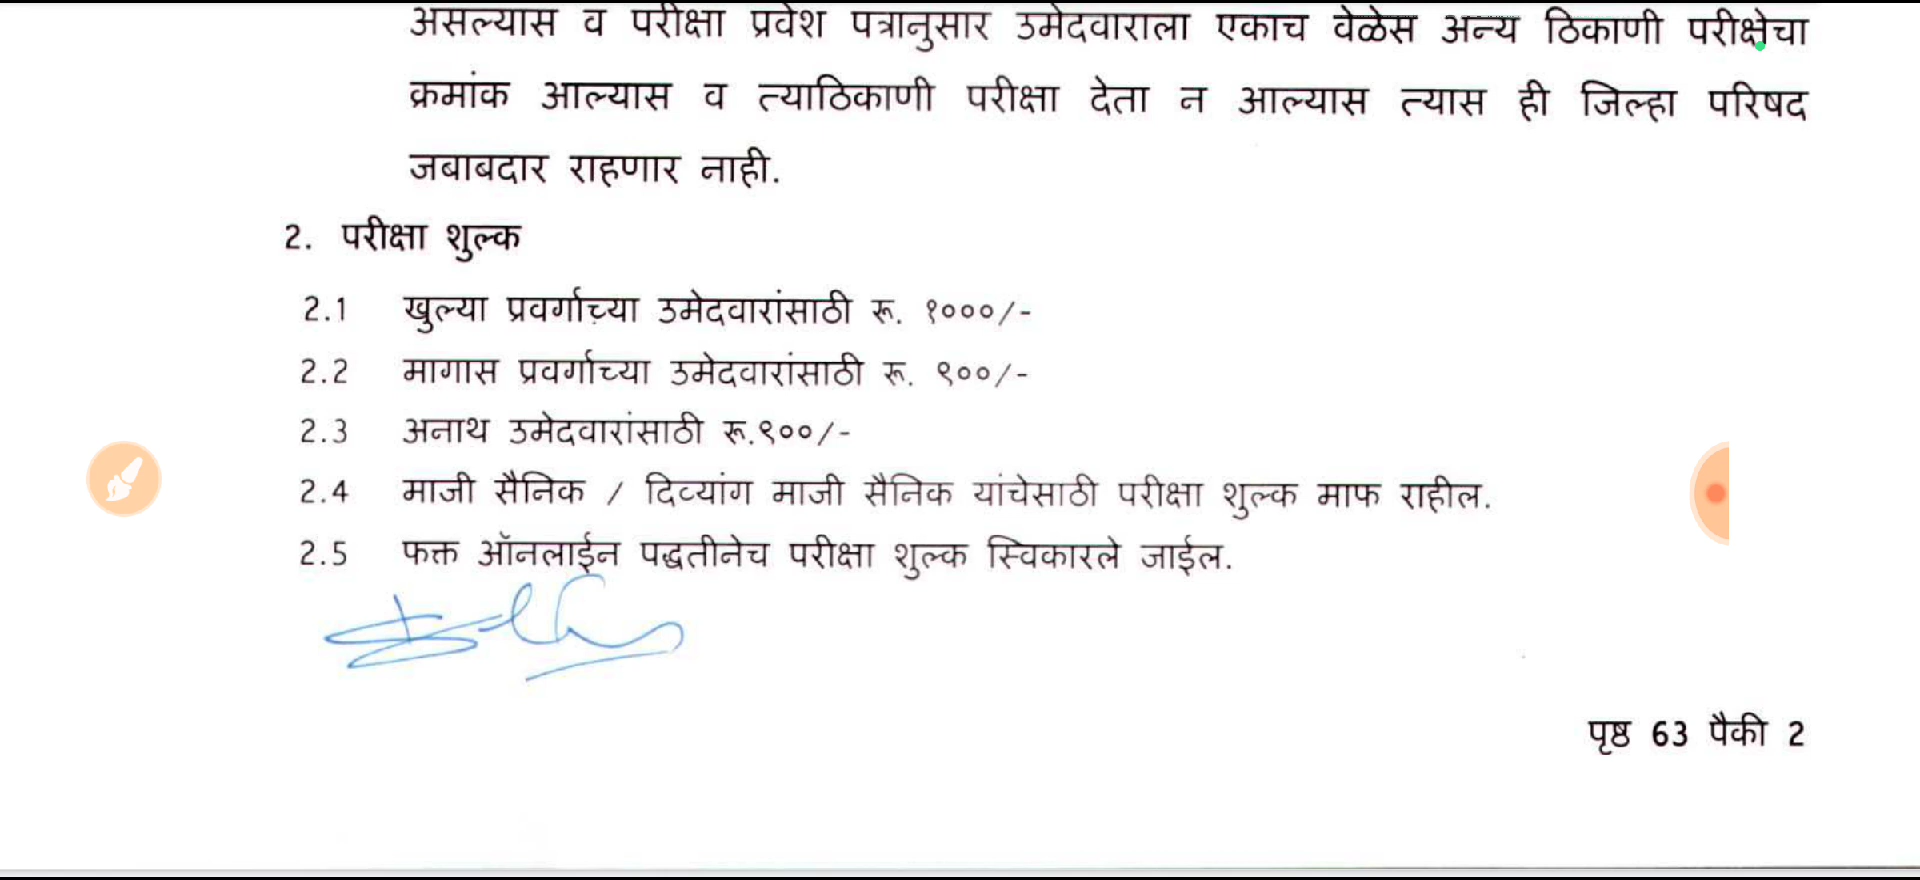 असल्यास व परीक्षा प्रवेश पत्रानुसार उमेदवाराला एकाच वेळेस अन्य ठिकाणी परीक्षेचा
क्रमांक आल्यास व त्याठिकाणी परीक्षा देता न आल्यास त्यास ही जिल्हा परिषद
जबाबदार राहणार नाही.
2. परीक्षा शुल्क
2.1 खुल्या प्रवर्गाच्या उमेदवारांसाठी रू. १०००/-
2.2 मागास प्रवर्गाच्या उमेदवारांसाठी रू. ९००/-
2.3 अनाथ उमेदवारांसाठी रू.९००/-
2.4 माजी सैनिक / दिव्यांग माजी सैनिक यांचेसाठी परीक्षा शुल्क माफ राहील.
2.5 फक्त ऑनलाईन पद्धतीनेच परीक्षा शुल्क स्विकारले जाईल.
पृष्ठ 63 पैकी 2